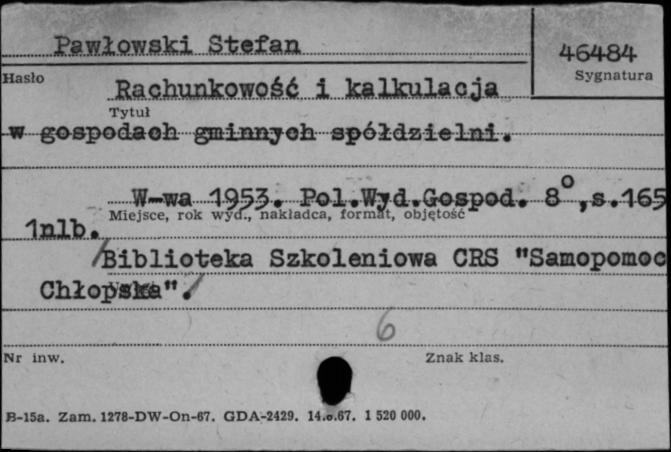 Pawłowski Stefan
46484
Hasło
Sygnatura
Rachunkowość i kalkulacja
Tytuł
w gospodach gminnych spółdzielni.
W-wa 1953. Pol.Wyd.Gospod. 8°,s.165
Miejsce, rok wyd., nakładca, format, objętość
1nlb.
/Biblioteka Szkoleniowa CRS "Samopomoc
Chłopska"./
6
Nr inw.
Znak klas.
B-15a. Zam. 1278-DW-On-67. GDA-2429. 14.8.67. 1 520 000.